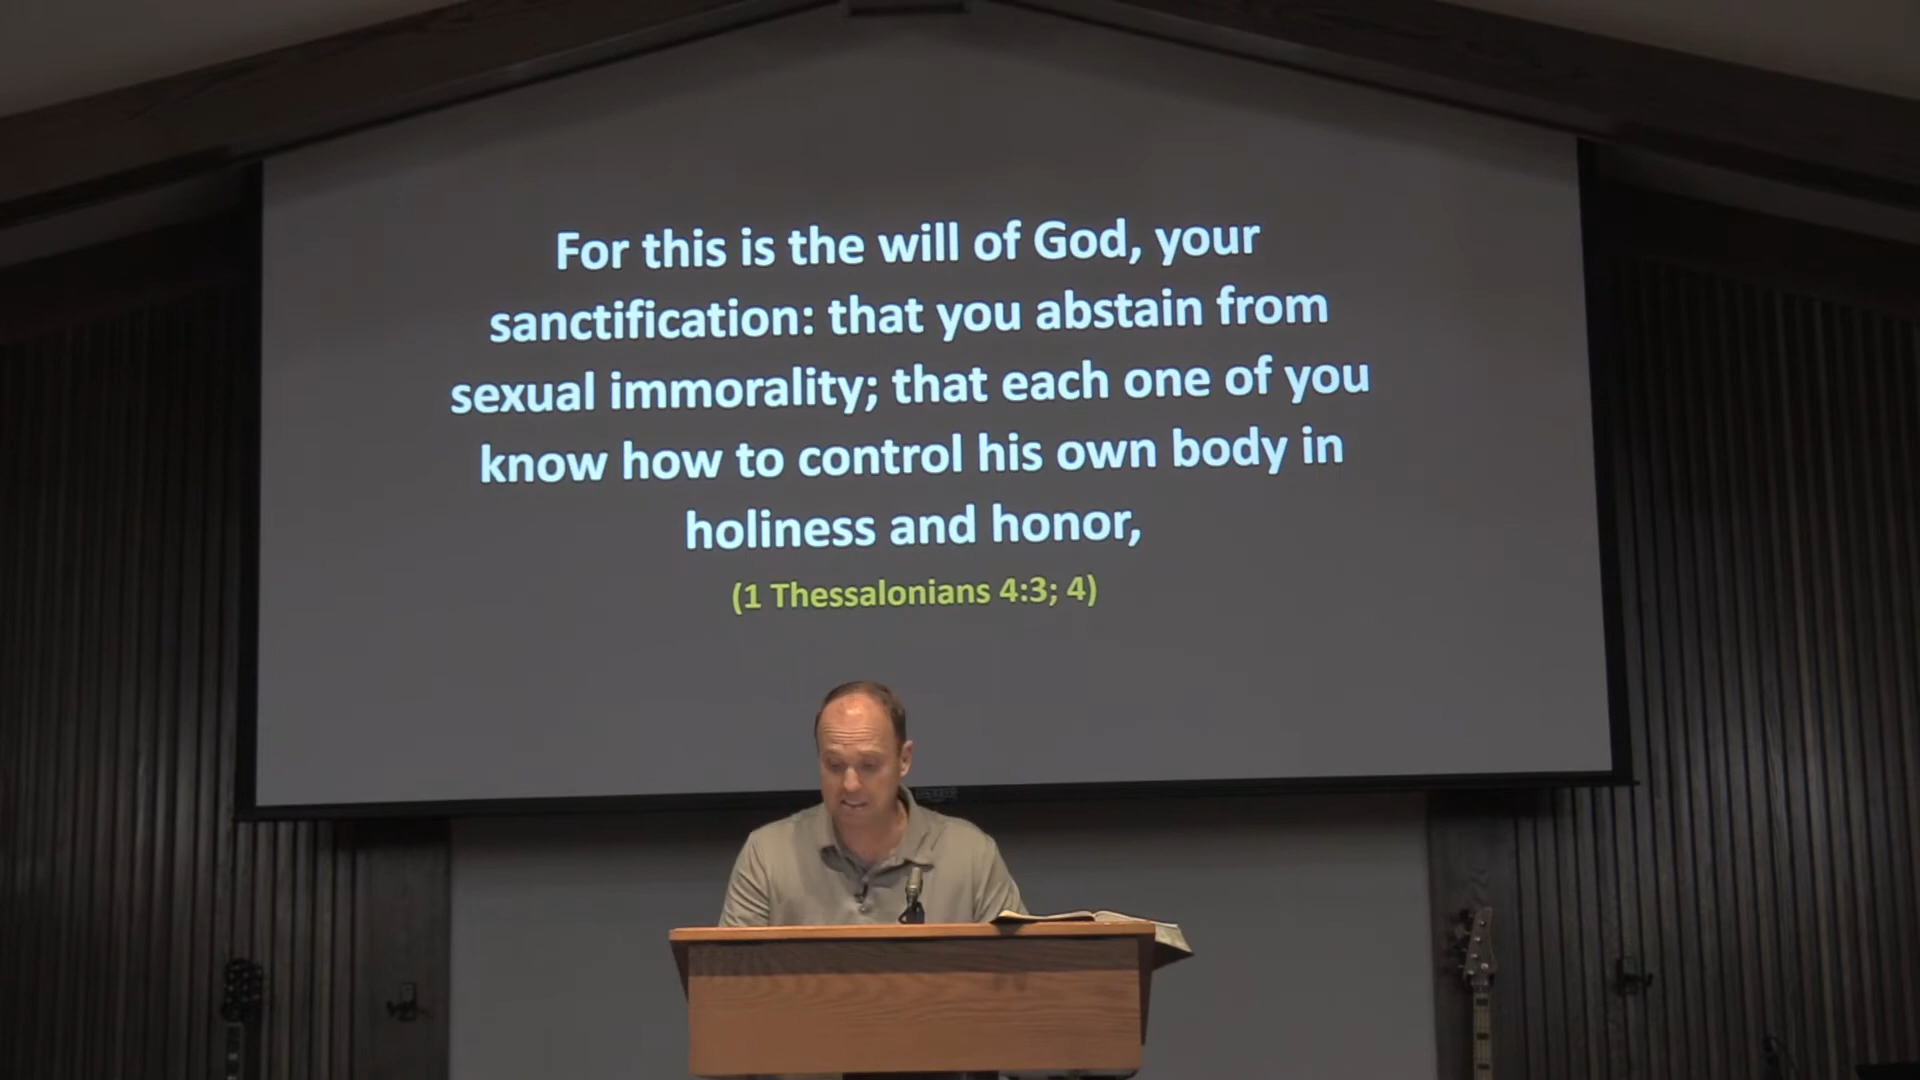 For this is the will of God, your
sanctification: that you abstain from
sexual immorality; that each one of you
know how to control his own body in
holiness and honor,
(1 Thessalonians 4:3; 4)